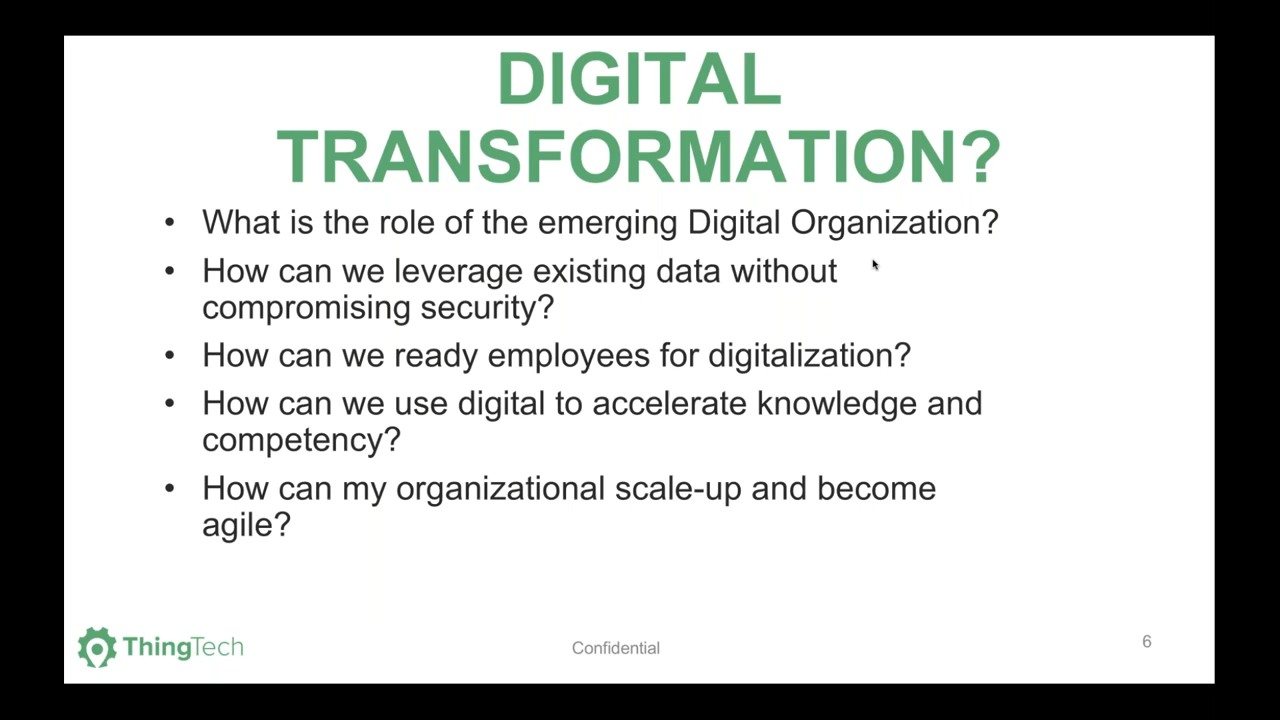 DIGITAL
TRANSFORMATION?
• What is the role of the emerging Digital Organization?
• How can we leverage existing data without
compromising security?
• How can we ready employees for digitalization?
• How can we use digital to accelerate knowledge and
competency?
• How can my organizational scale-up and become
agile?
ThingTech
Confidential
6